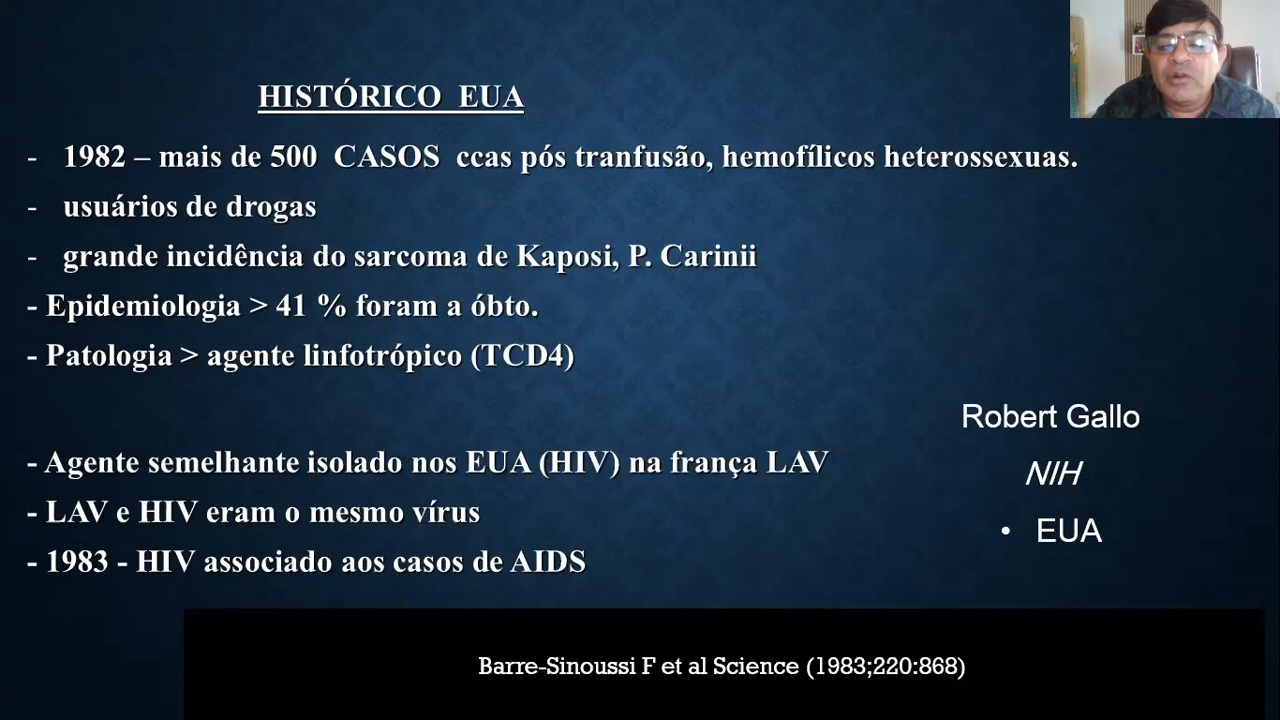 HISTÓRICO EUA
- 1982 – mais de 500 CASOS ccas pós tranfusão, hemofílicos heterossexuas.
- usuários de drogas
- grande incidência do sarcoma de Kaposi, P. Carinii
- Epidemiologia > 41 % foram a óbto.
- Patologia > agente linfotrópico (TCD4)
- Agente semelhante isolado nos EUA (HIV) na frança LAV
- LAV e HIV eram o mesmo vírus
- 1983 - HIV associado aos casos de AIDS
Robert Gallo
NIH
• EUA
Barre-Sinoussi F et al Science (1983;220:868)